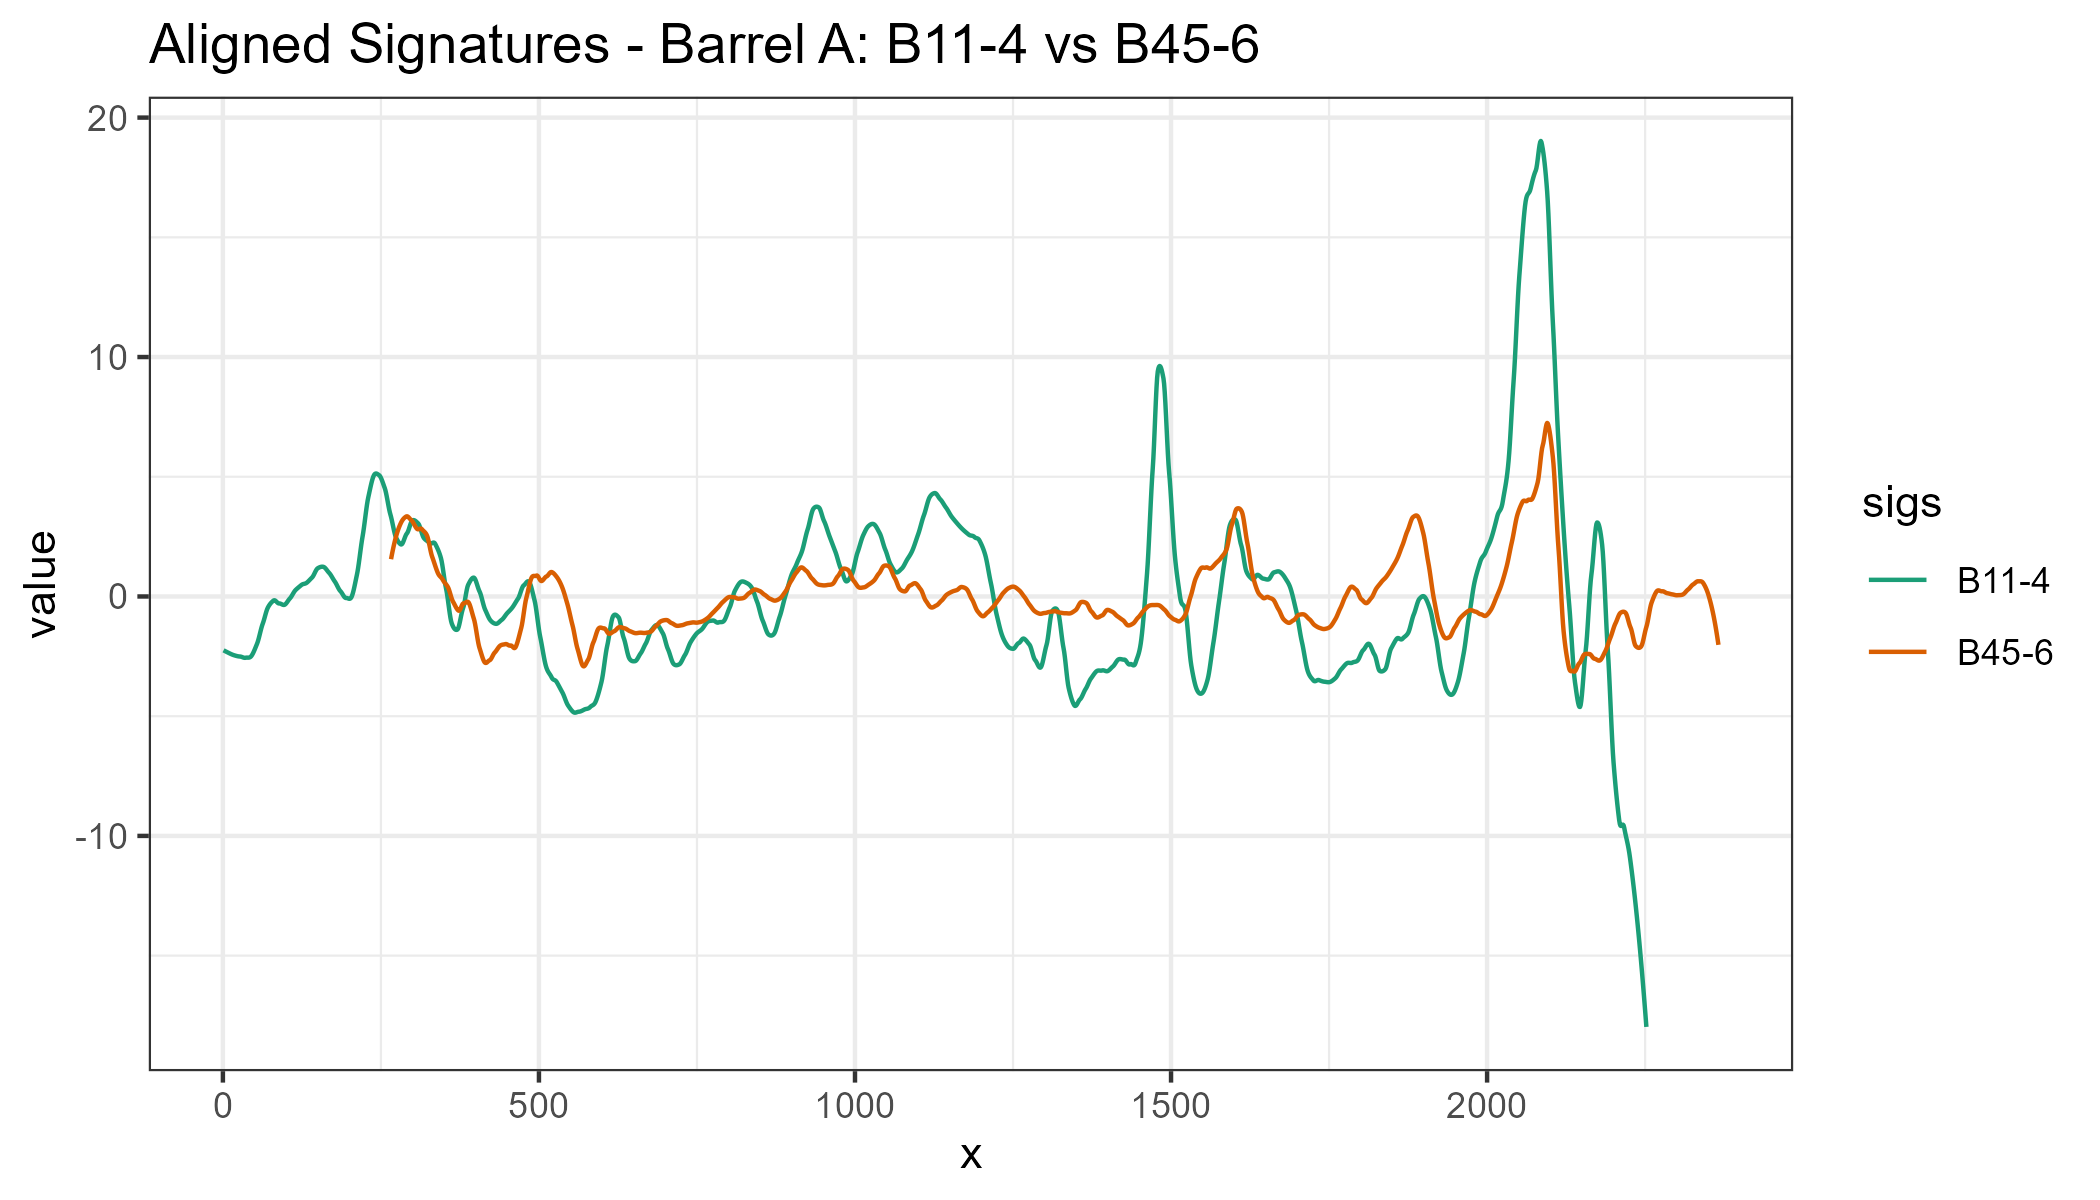 Aligned Signatures - Barrel A: B11-4 vs B45-6
20
10
0
-10
value
0 500 1000 1500 2000
x
sigs
B11-4
B45-6